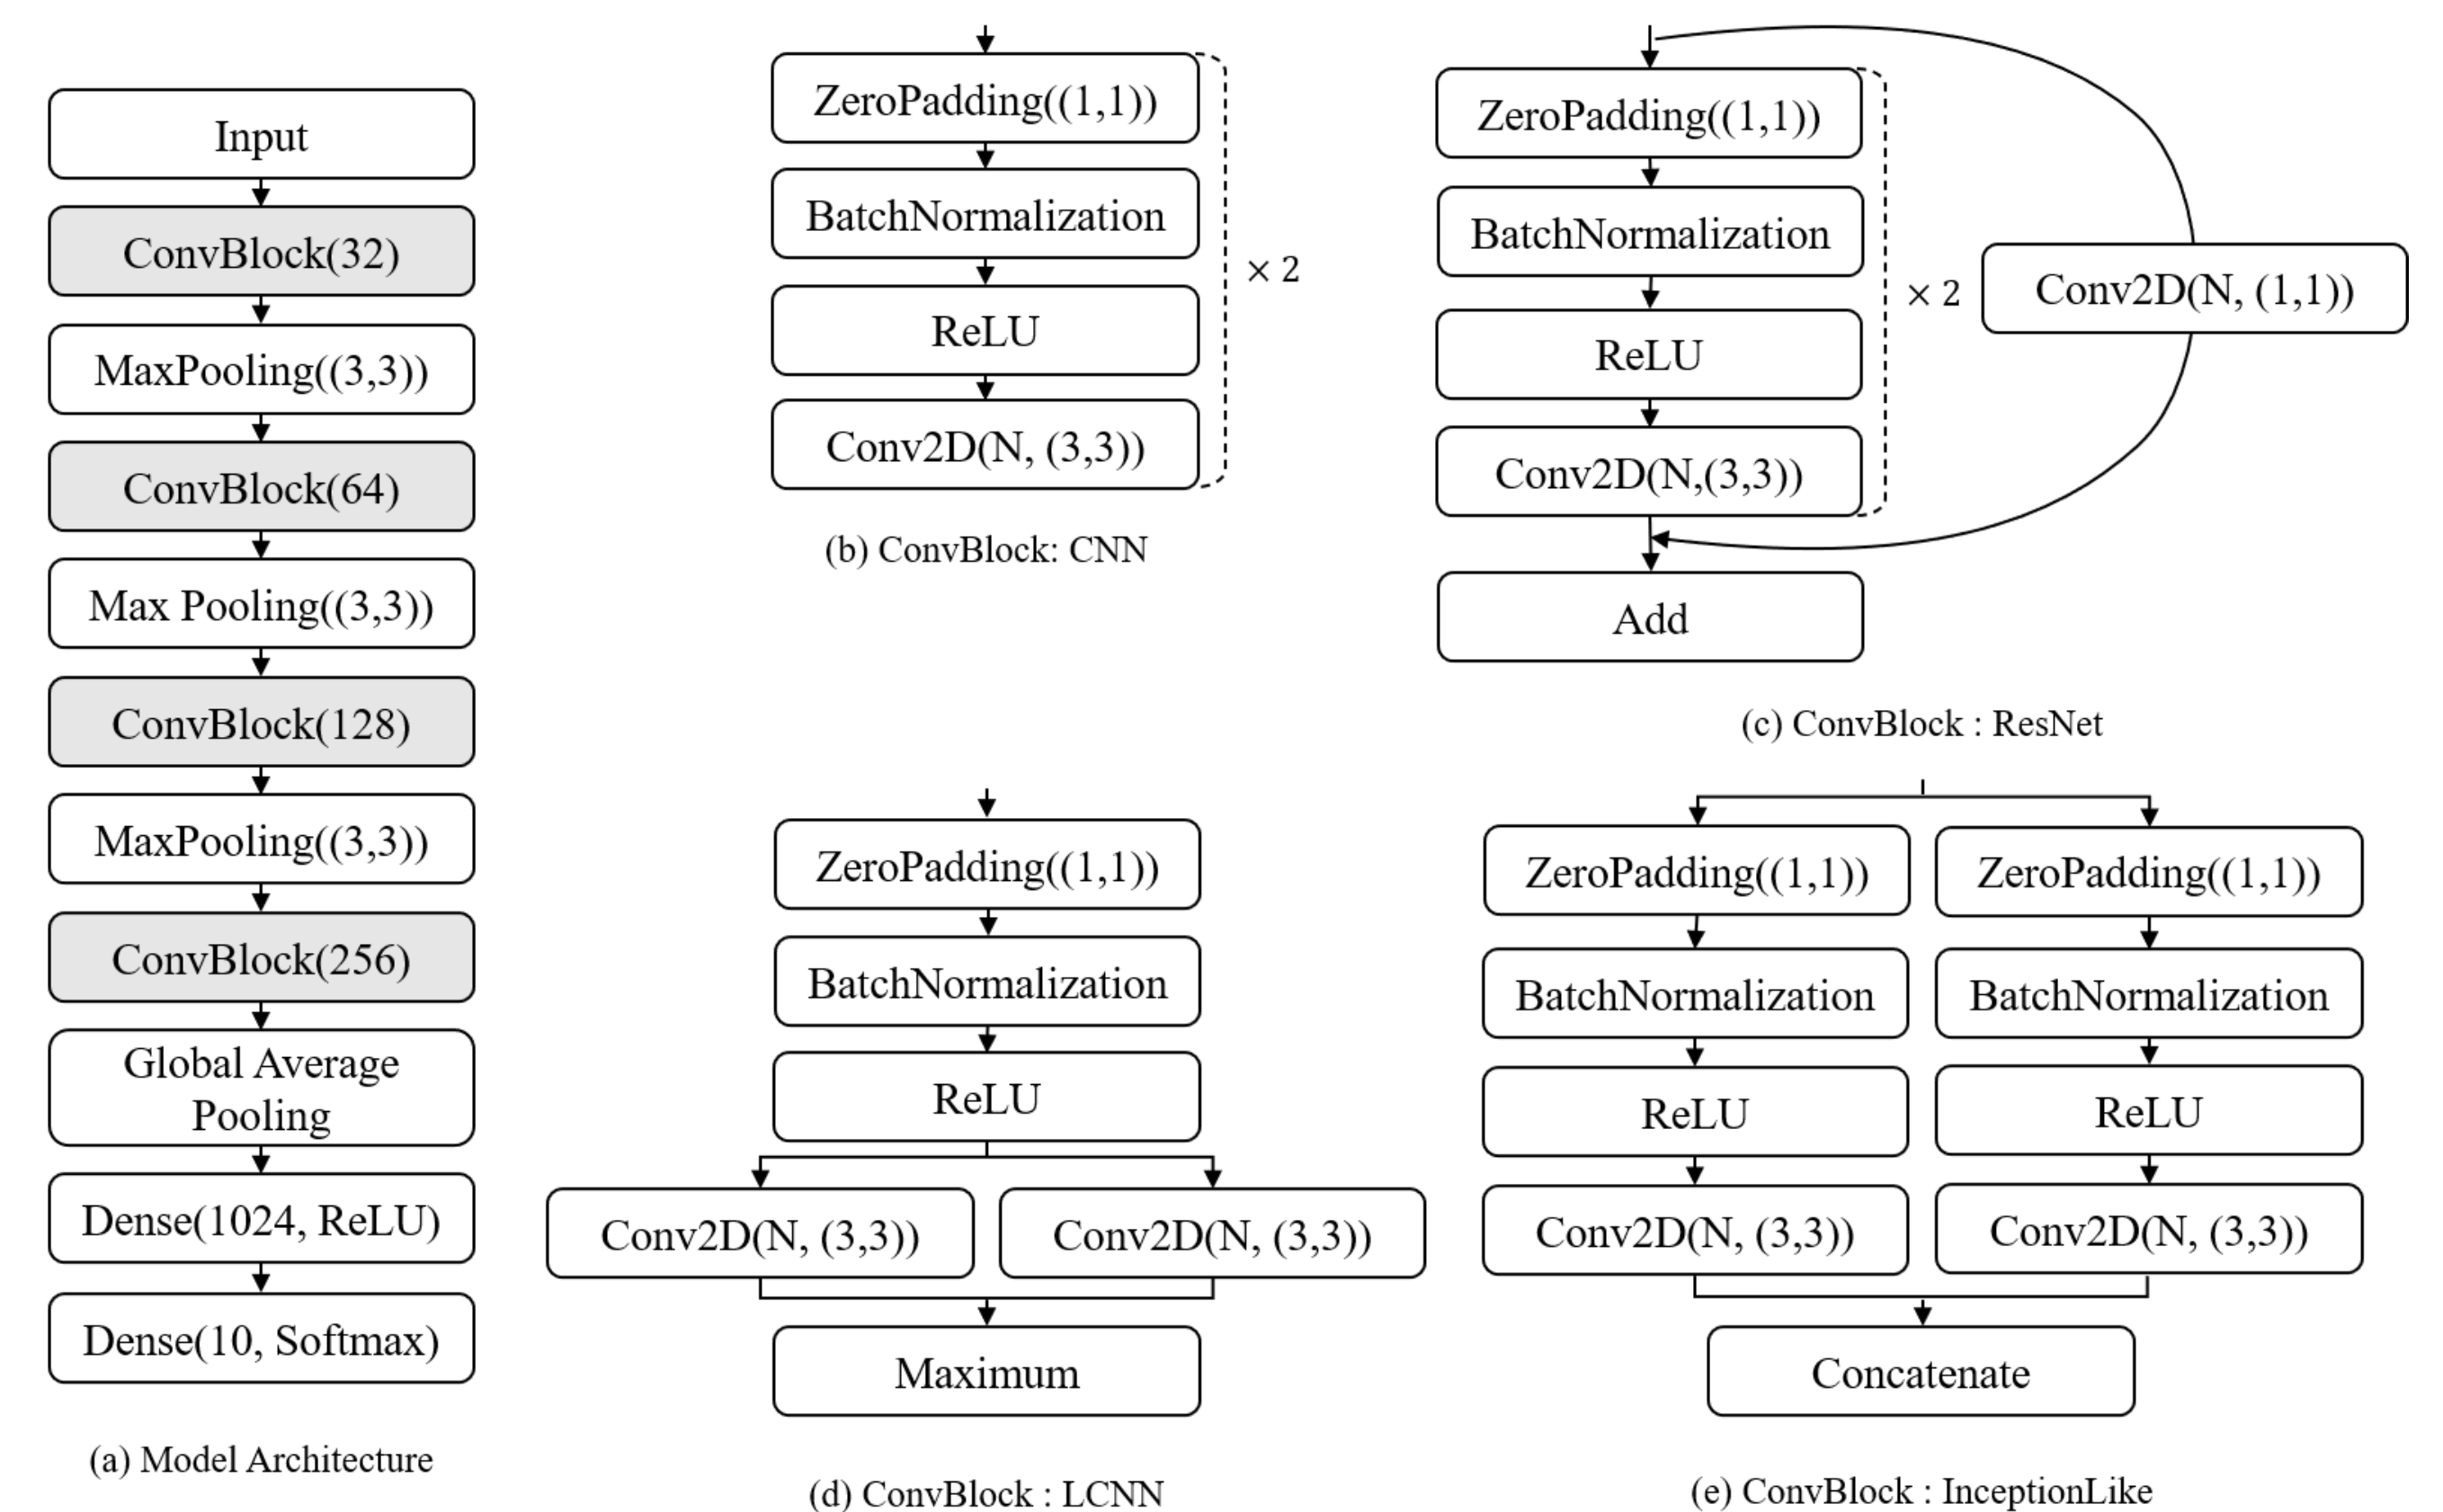 Input
ConvBlock(32)
MaxPooling((3,3))
ConvBlock(64)
Max Pooling((3,3))
ConvBlock(128)
MaxPooling((3,3))
ConvBlock(256)
Global Average
Pooling
Dense(1024, ReLU)
Dense(10, Softmax)
(a) Model Architecture
ZeroPadding((1,1))
BatchNormalization
ReLU
Conv2D(N, (3,3))
× 2
(b) ConvBlock: CNN
ZeroPadding((1,1))
BatchNormalization
ReLU
Conv2D(N,(3,3))
× 2
Conv2D(N, (1,1))
Add
(c) ConvBlock : ResNet
ZeroPadding((1,1))
BatchNormalization
ReLU
Conv2D(N, (3,3))
Conv2D(N, (3,3))
Maximum
(d) ConvBlock : LCNN
ZeroPadding((1,1))
BatchNormalization
ReLU
Conv2D(N, (3,3))
ZeroPadding((1,1))
BatchNormalization
ReLU
Conv2D(N, (3,3))
Concatenate
(e) ConvBlock : InceptionLike